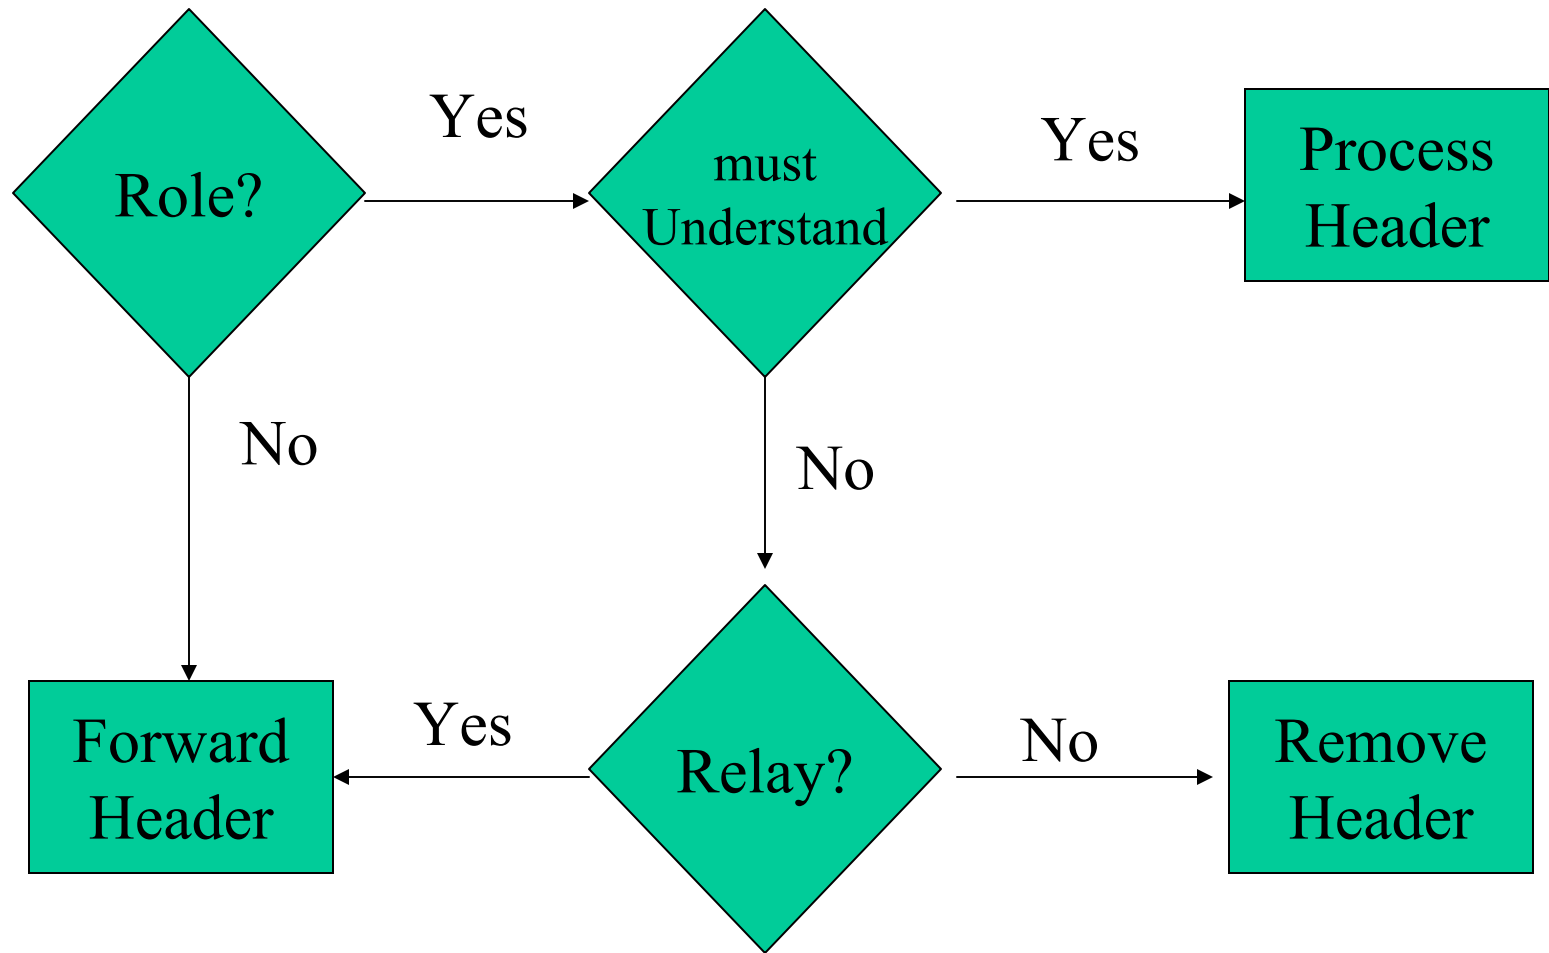 Role?
Yes
must
Understand
Yes
Process
Header
No
No
Forward
Header
Yes
Relay?
No
Remove
Header